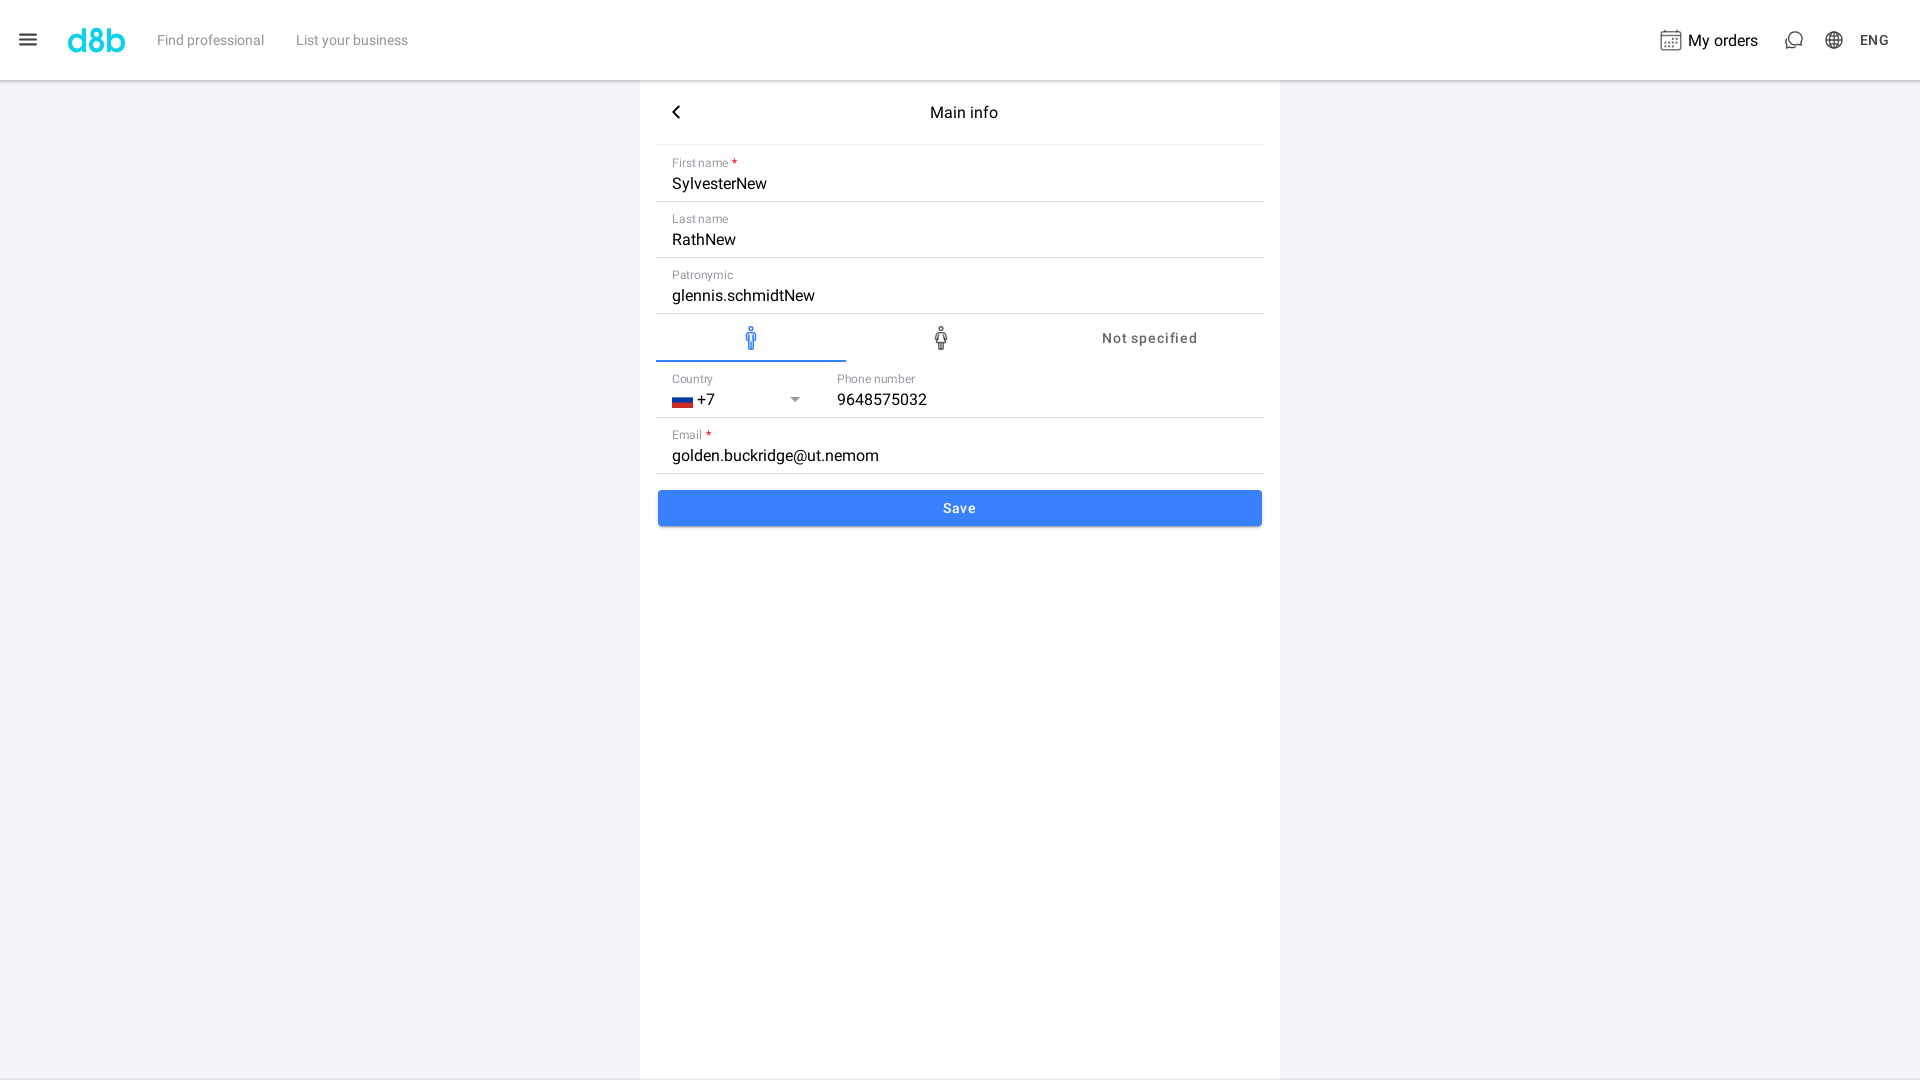 d8b
Find professional
List your business
My orders
ENG
Main info
First name *
SylvesterNew
Last name
RathNew
Patronymic
glennis.schmidtNew
Not specified
Country
+7
Phone number
9648575032
Email *
golden.buckridge@ut.nemom
Save